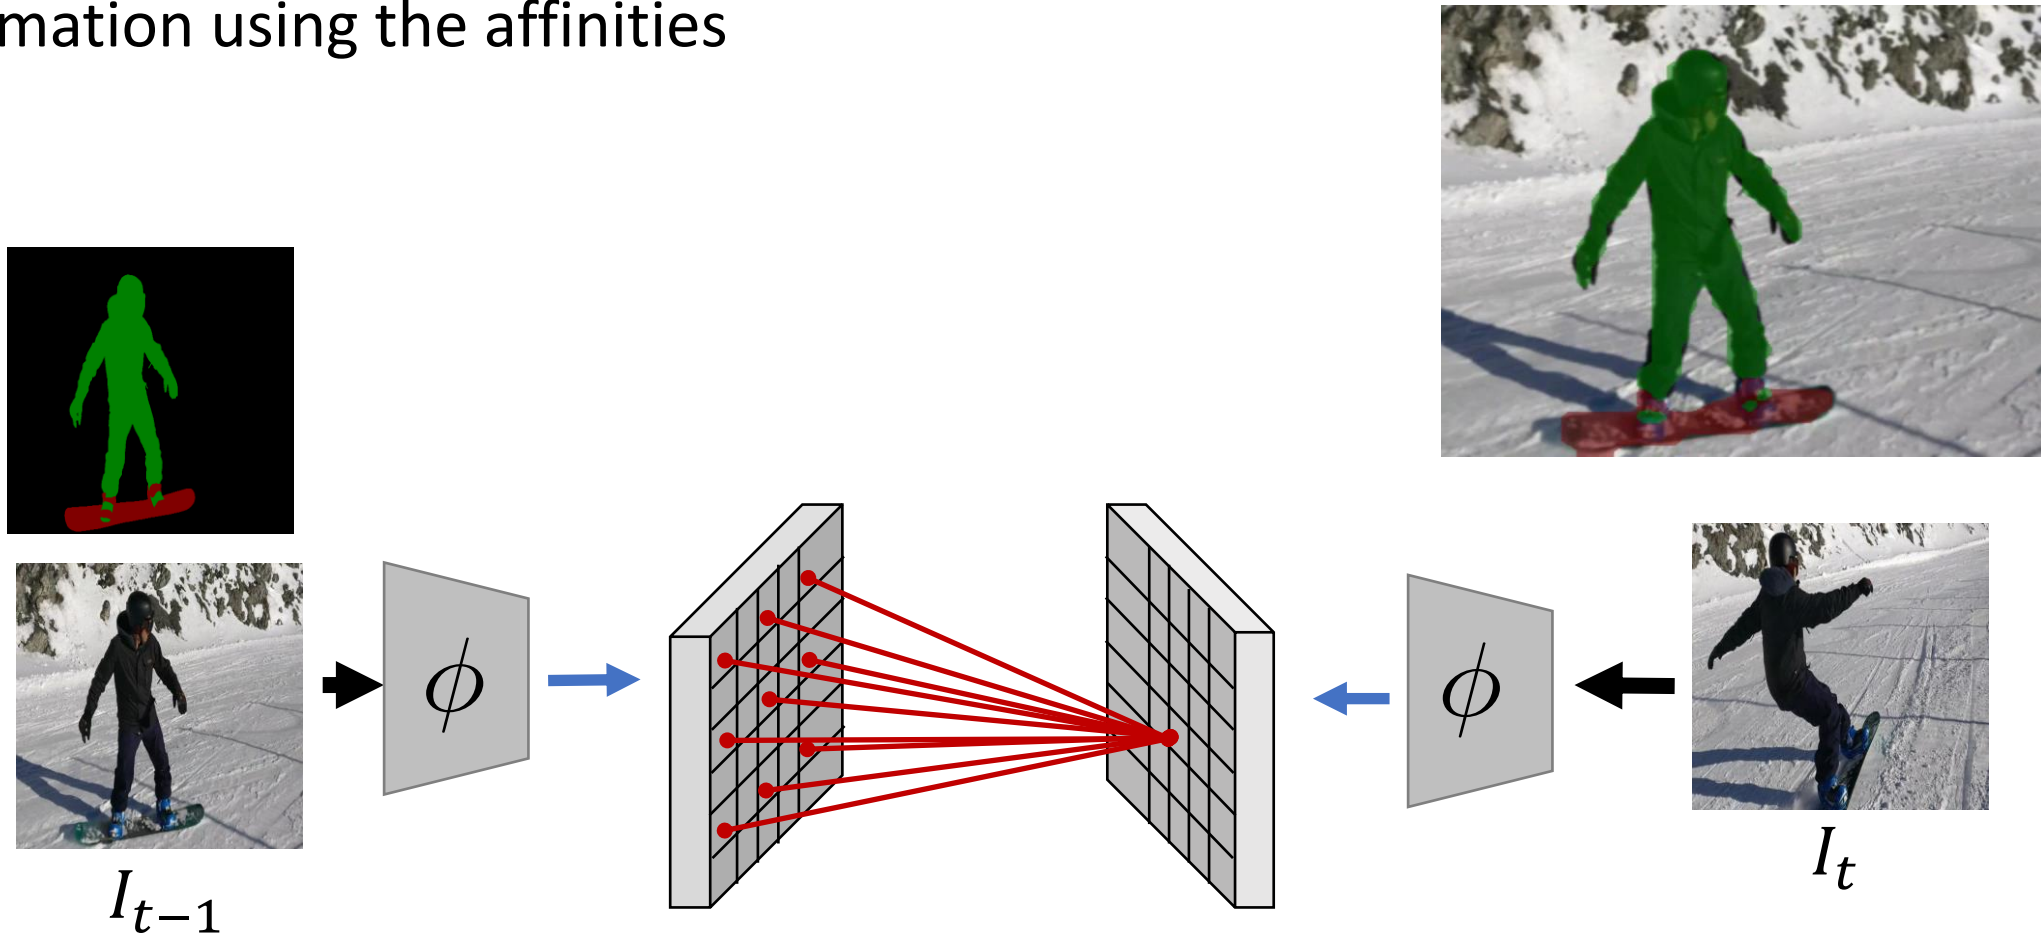 mation using the affinities
ϕ
ϕ
I_{t−1}
I_t